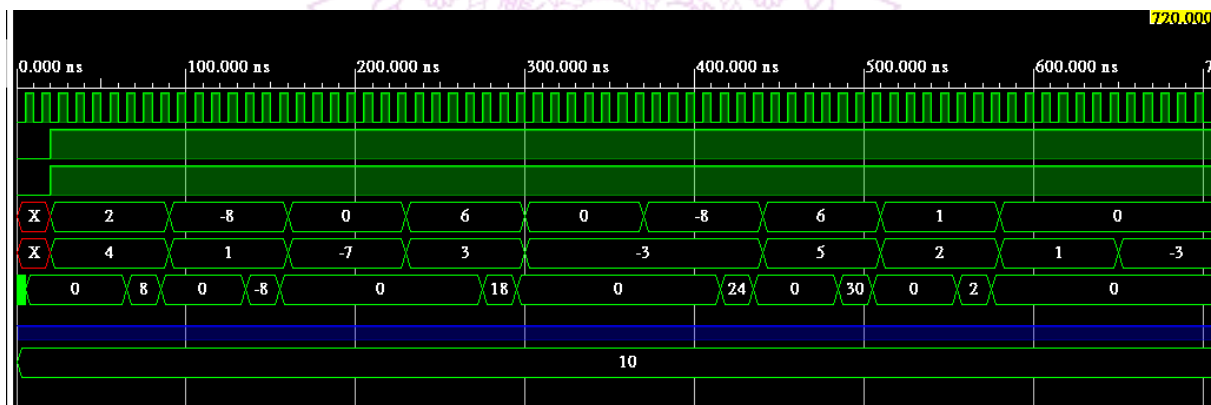 720.000
0.000 ns 100.000 ns 200.000 ns 300.000 ns 400.000 ns 500.000 ns 600.000 ns 7
X 2 -8 0 6 0 -8 6 1 0
X 4 1 -7 3 -3 5 2 1 -3
0 8 0 -8 0 18 0 24 0 30 0 2 0
10